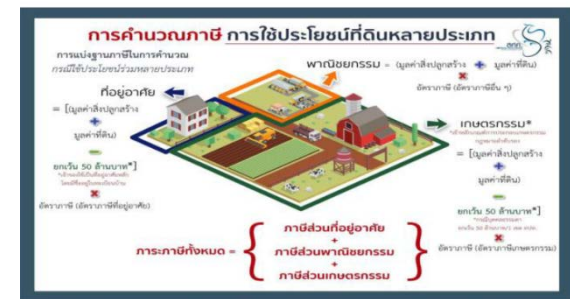 การคำนวณภาษี การใช้ประโยชน์ที่ดินหลายประเภท
การแบ่งฐานภาษีในการคำนวณ
กรณีใช้ประโยชน์ร่วมหลายประเภท
พาณิชยกรรม = (มูลค่าสิ่งปลูกสร้าง + มูลค่าที่ดิน)
×
อัตราภาษี (อัตราภาษีอื่น ๆ)
ที่อยู่อาศัย
= [(มูลค่าสิ่งปลูกสร้าง
+
มูลค่าที่ดิน)
-
ยกเว้น 50 ล้านบาท*]
×
อัตราภาษี (อัตราภาษีที่อยู่อาศัย)
เกษตรกรรม*
= [(มูลค่าสิ่งปลูกสร้าง
+
มูลค่าที่ดิน)
-
ยกเว้น 50 ล้านบาท*]
×
อัตราภาษี (อัตราภาษีเกษตรกรรม)
ภาระภาษีทั้งหมด =
ภาษีส่วนที่อยู่อาศัย
+
ภาษีส่วนพาณิชยกรรม
+
ภาษีส่วนเกษตรกรรม